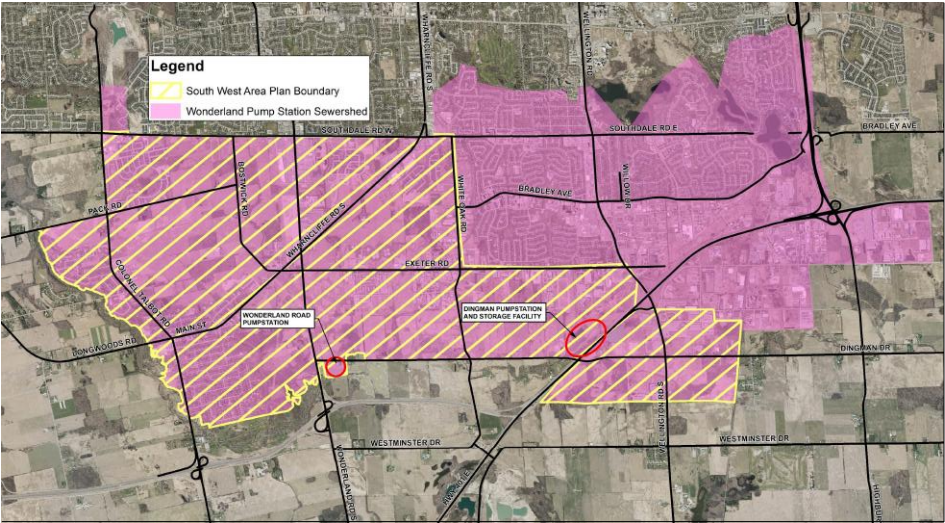 Legend
South West Area Plan Boundary
Wonderland Pump Station Sewershed
WHARNCLIFFE RD S
WELLINGTON RD
SOUTHDALE RD W
SOUTHDALE RD E
BRADLEY AVE
BOSTWICK RD
WHITE OAK RD
WILLOW DR
BRADLEY AVE
PACK RD
WHARNCLIFFE RD S
EXETER RD
COLONEL TALBOT RD
WONDERLAND ROAD
PUMPSTATION
DINGMAN PUMPSTATION
AND STORAGE FACILITY
MAIN ST
LONGWOODS RD
DINGMAN DR
WELLINGTON RD S
WESTMINSTER DR
WESTMINSTER DR
WONDERLAND RD S
HIGHBUR